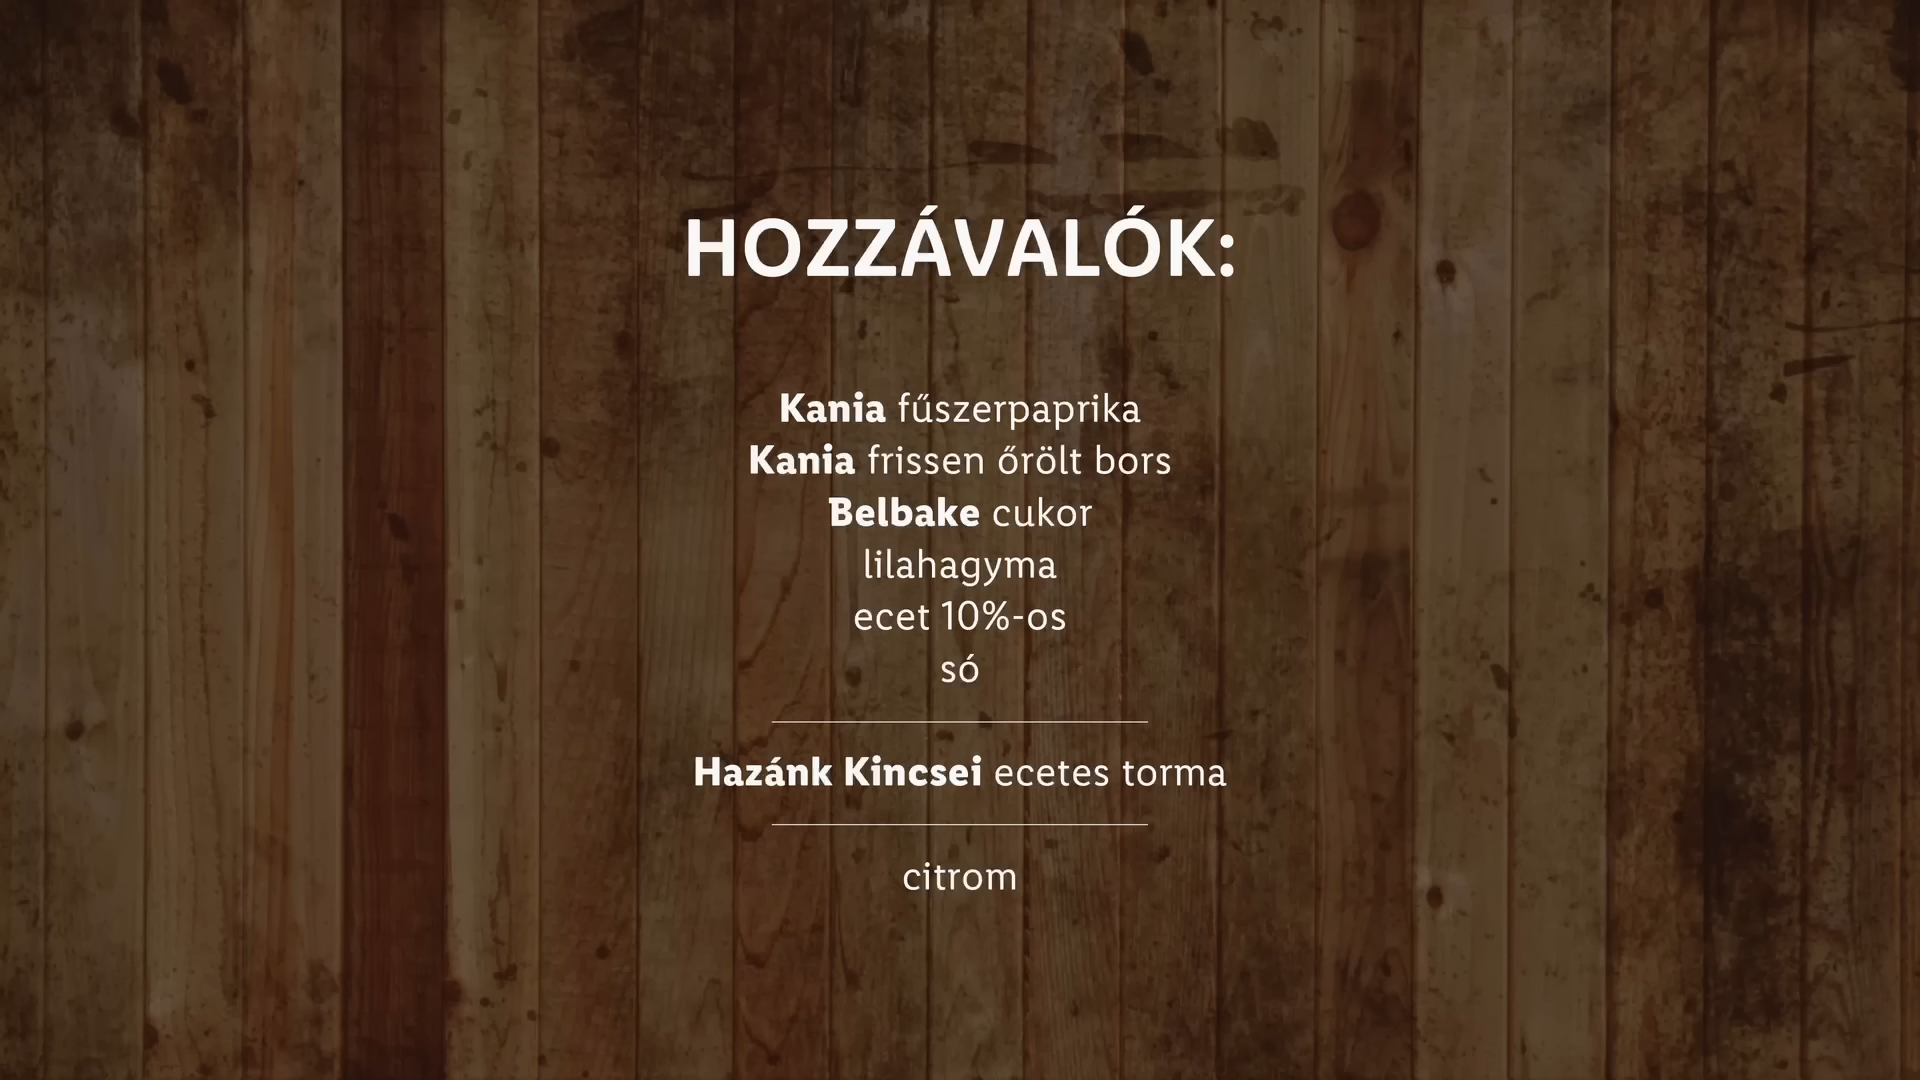 HOZZÁVALÓK:
Kania fűszerpaprika
Kania frissen őrölt bors
Belbake cukor
lilahagyma
ecet 10%-os
só
Hazánk Kincsei ecetes torma
citrom